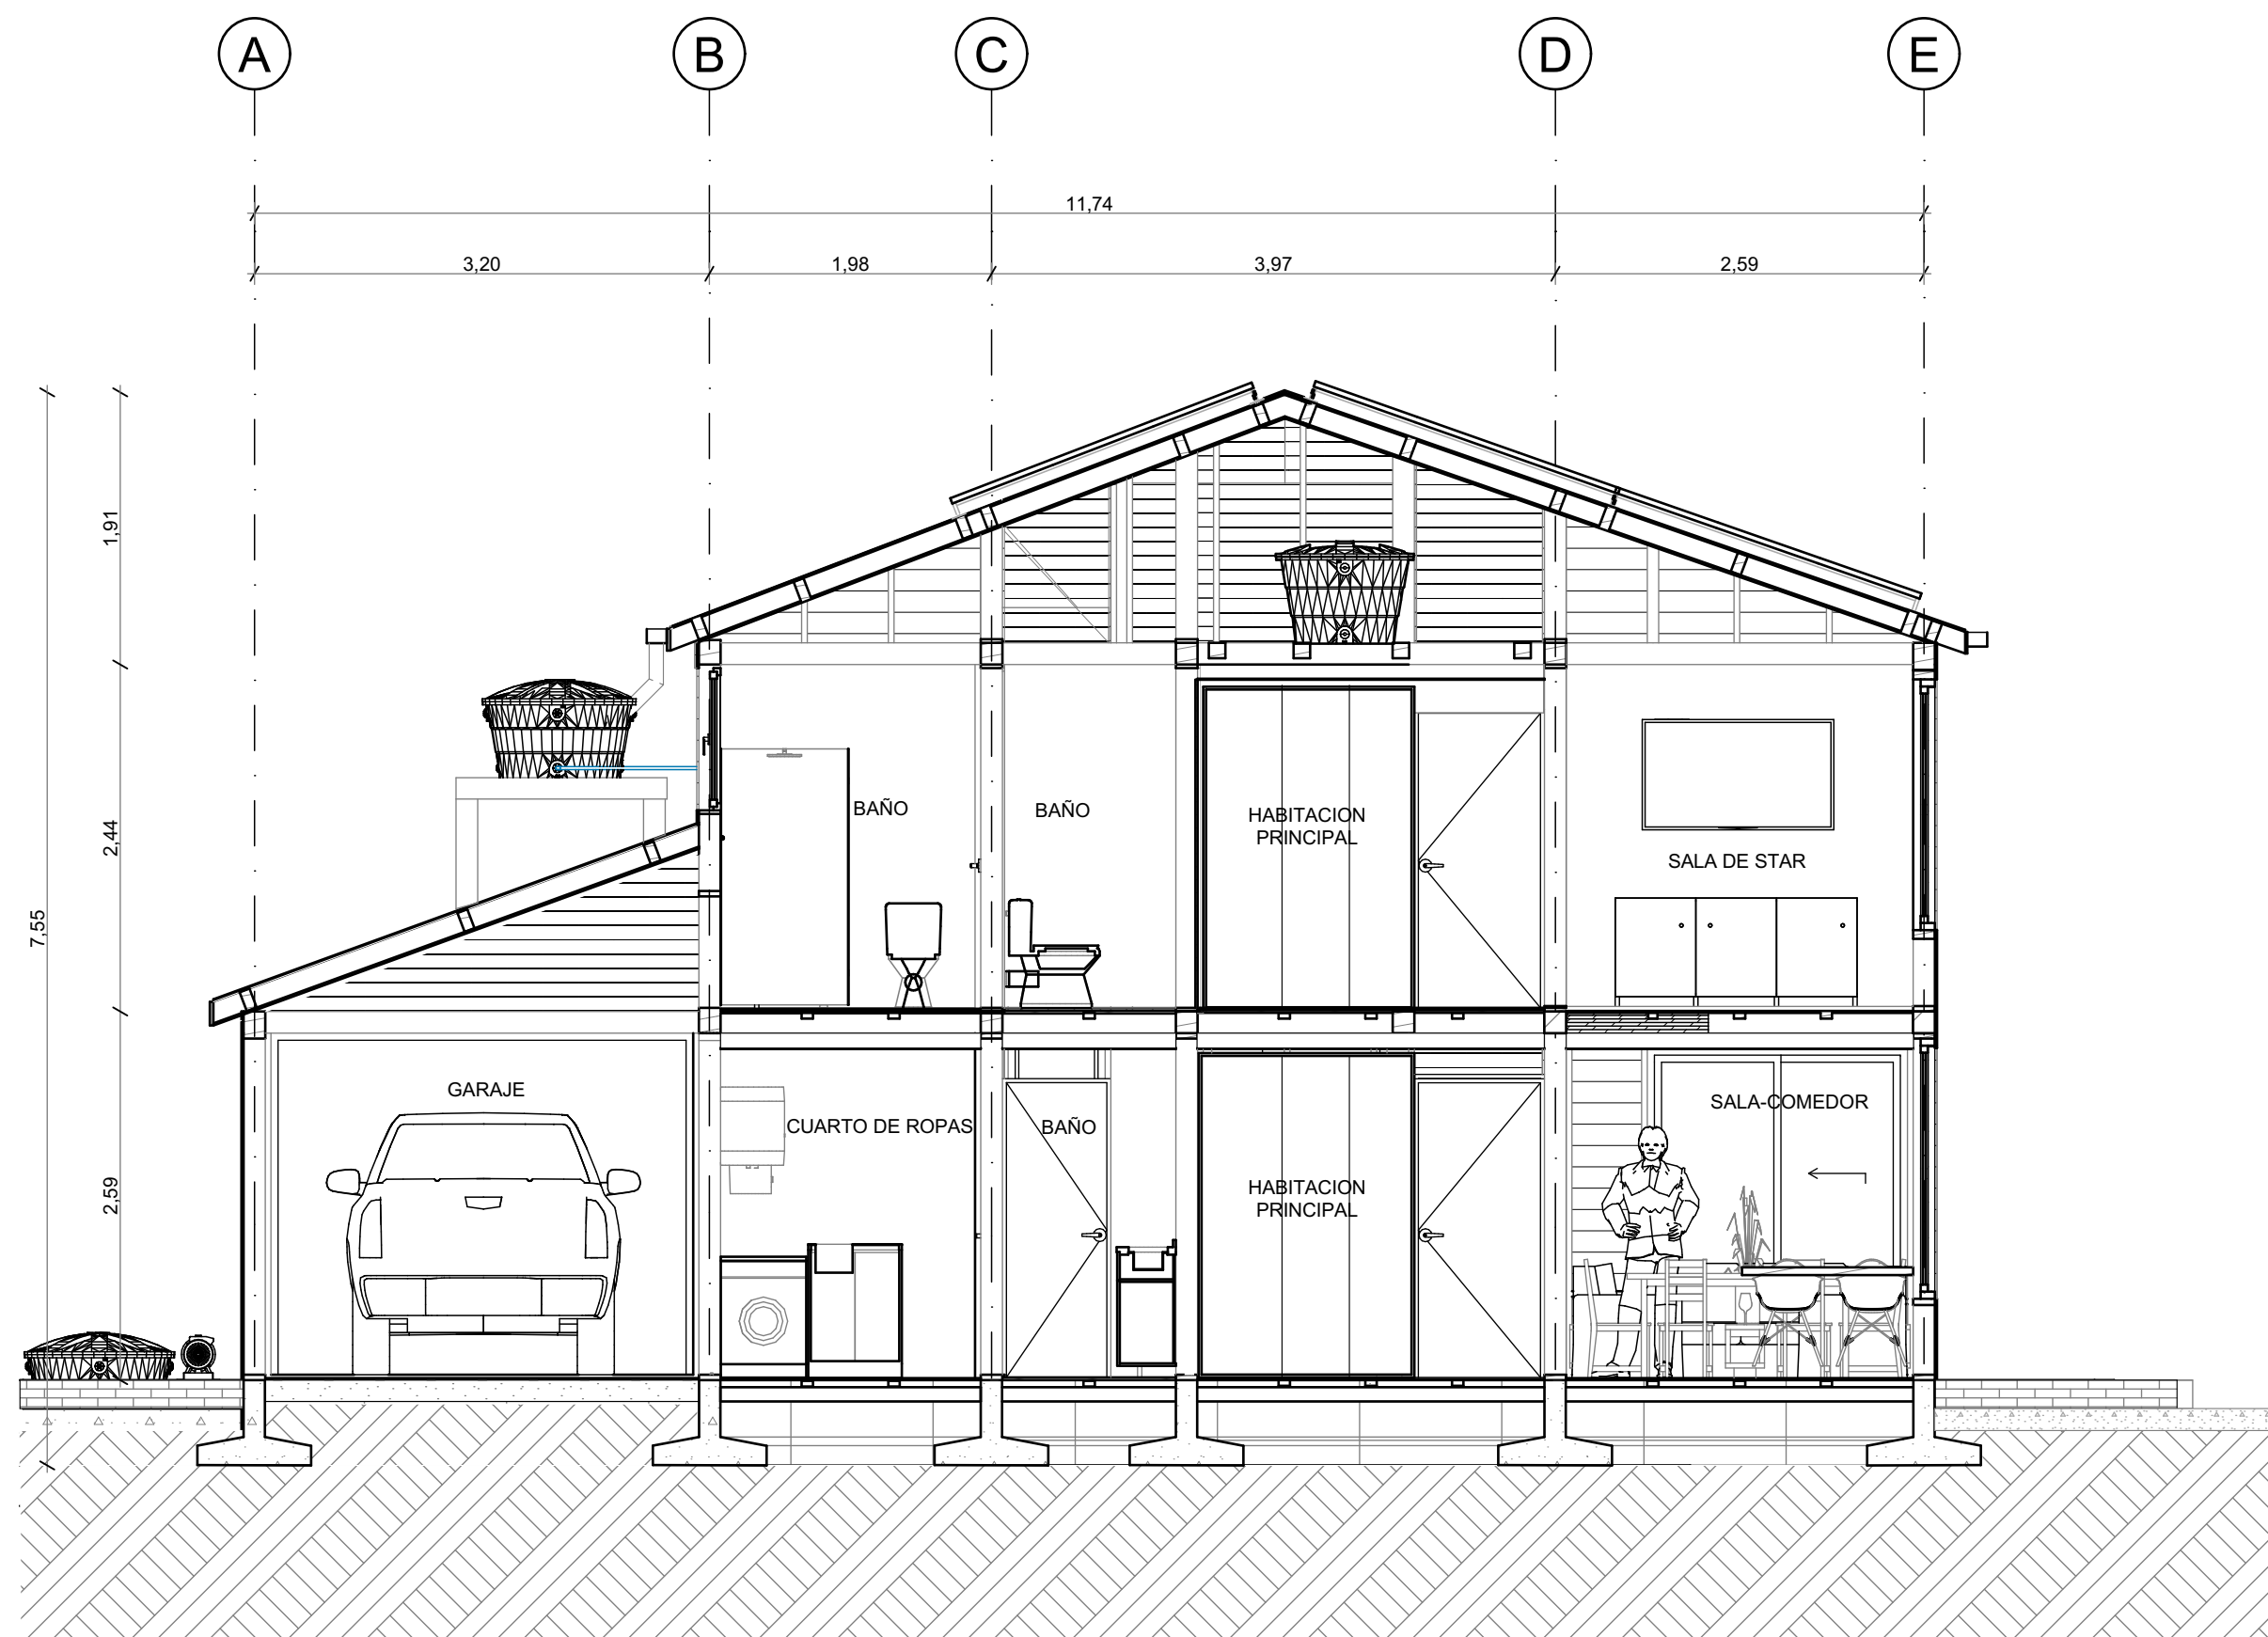 A
B
C
D
E
11,74
3,20
1,98
3,97
2,59
1,91
2,44
7,55
2,59
BAÑO
BAÑO
HABITACION
PRINCIPAL
SALA DE STAR
GARAJE
CUARTO DE ROPAS
BAÑO
HABITACION
PRINCIPAL
SALA-COMEDOR